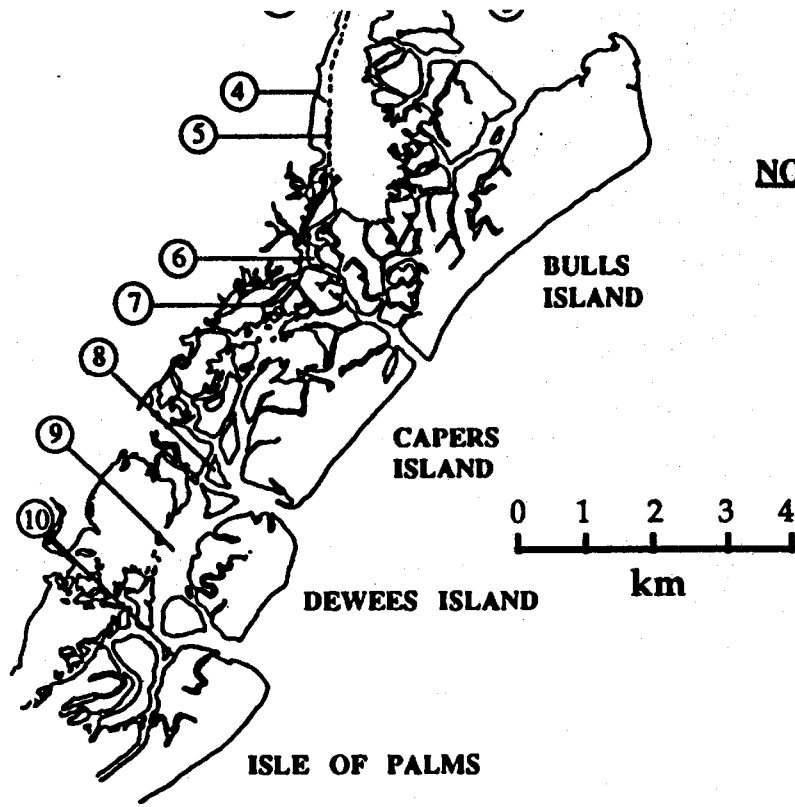 4
5
NO
6
BULLS
ISLAND
7
8
CAPERS
ISLAND
9
10
0 1 2 3 4
km
DEWEES ISLAND
ISLE OF PALMS